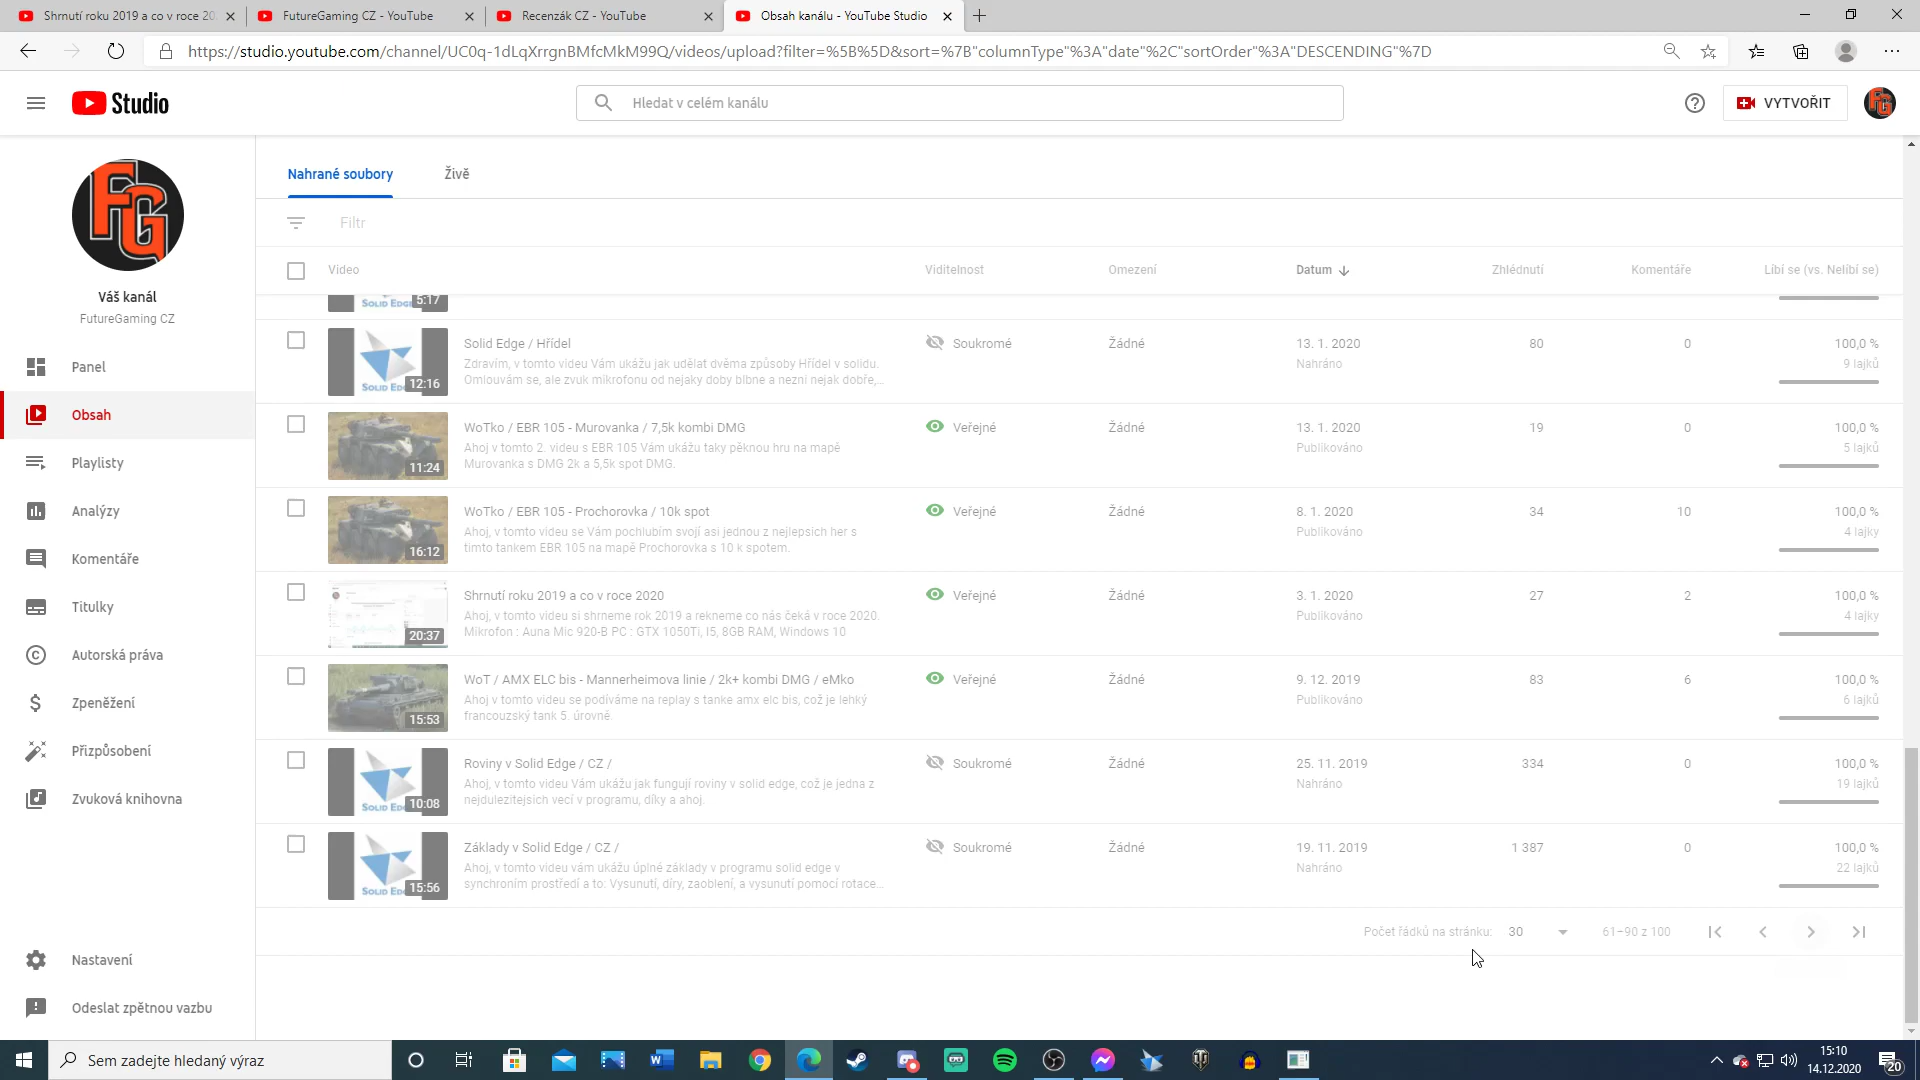 Shrnutí roku 2019 a co v roce 20
FutureGaming CZ - YouTube
Recenzák CZ - YouTube
Obsah kanálu - YouTube Studio
https://studio.youtube.com/channel/UC0q-1dLqXrrgnBMfcMkM99Q/videos/upload?filter=%5B%5D&sort=%7B"columnType"%3A"date"%2C"sortOrder"%3A"DESCENDING"%7D
Studio
Hledat v celém kanálu
VYTVOŘIT
FG
Váš kanál
FutureGaming CZ
Panel
Obsah
Playlisty
Analýzy
Komentáře
Titulky
Autorská práva
Zpeněžení
Přizpůsobení
Zvuková knihovna
Nastavení
Odeslat zpětnou vazbu
Nahrané soubory
Živě
Filtr
Video Viditelnost Omezení Datum Zhlédnutí Komentáře Líbí se (vs. Nelíbí se)
SOLID EDGE 5:17
Solid Edge / Hřídel Soukromé Žádné 13. 1. 2020 80 0 100,0 %
Zdravím, v tomto videu Vám ukážu jak udělat dvěma způsoby Hřídel v solidu. Nahráno 9 lajků
Omlouvám se, ale zvuk mikrofonu od nejaky doby blbne a nezni nejak dobře,...
12:16
WoTko / EBR 105 - Murovanka / 7,5k kombi DMG Veřejné Žádné 13. 1. 2020 19 0 100,0 %
Ahoj v tomto 2. videu s EBR 105 Vám ukážu taky pěknou hru na mapě Publikováno 5 lajků
Murovanka s DMG 2k a 5,5k spot DMG.
11:24
WoTko / EBR 105 - Prochorovka / 10k spot Veřejné Žádné 8. 1. 2020 34 10 100,0 %
Ahoj, v tomto videu se Vám pochlubím svojí asi jednou z nejlepsich her s Publikováno 4 lajky
timto tankem EBR 105 na mapě Prochorovka s 10 k spotem.
16:12
Shrnutí roku 2019 a co v roce 2020 Veřejné Žádné 3. 1. 2020 27 2 100,0 %
Ahoj, v tomto videu si shrneme rok 2019 a rekneme co nás čeká v roce 2020. Publikováno 4 lajky
Mikrofon : Auna Mic 920-B PC : GTX 1050Ti, I5, 8GB RAM, Windows 10
20:37
WoT / AMX ELC bis - Mannerheimova linie / 2k+ kombi DMG / eMko Veřejné Žádné 9. 12. 2019 83 6 100,0 %
Ahoj v tomto videu se podíváme na replay s tanke amx elc bis, což je lehký Publikováno 6 lajků
francouzský tank 5. úrovně.
15:53
Roviny v Solid Edge / CZ / Soukromé Žádné 25. 11. 2019 334 0 100,0 %
Ahoj, v tomto videu Vám ukážu jak fungují roviny v solid edge, což je jedna z Nahráno 19 lajků
nejdulezitejsich vecí v programu, díky a ahoj.
10:08
Základy v Solid Edge / CZ / Soukromé Žádné 19. 11. 2019 1 387 0 100,0 %
Ahoj, v tomto videu vám ukážu úplné základy v programu solid edge v Nahráno 22 lajků
synchroním prostředí a to: Vysunutí, díry, zaoblení, a vysunutí pomocí rotace...
15:56
Počet řádků na stránku: 30 61–90 z 100
Sem zadejte hledaný výraz
15:10
14.12.2020
20